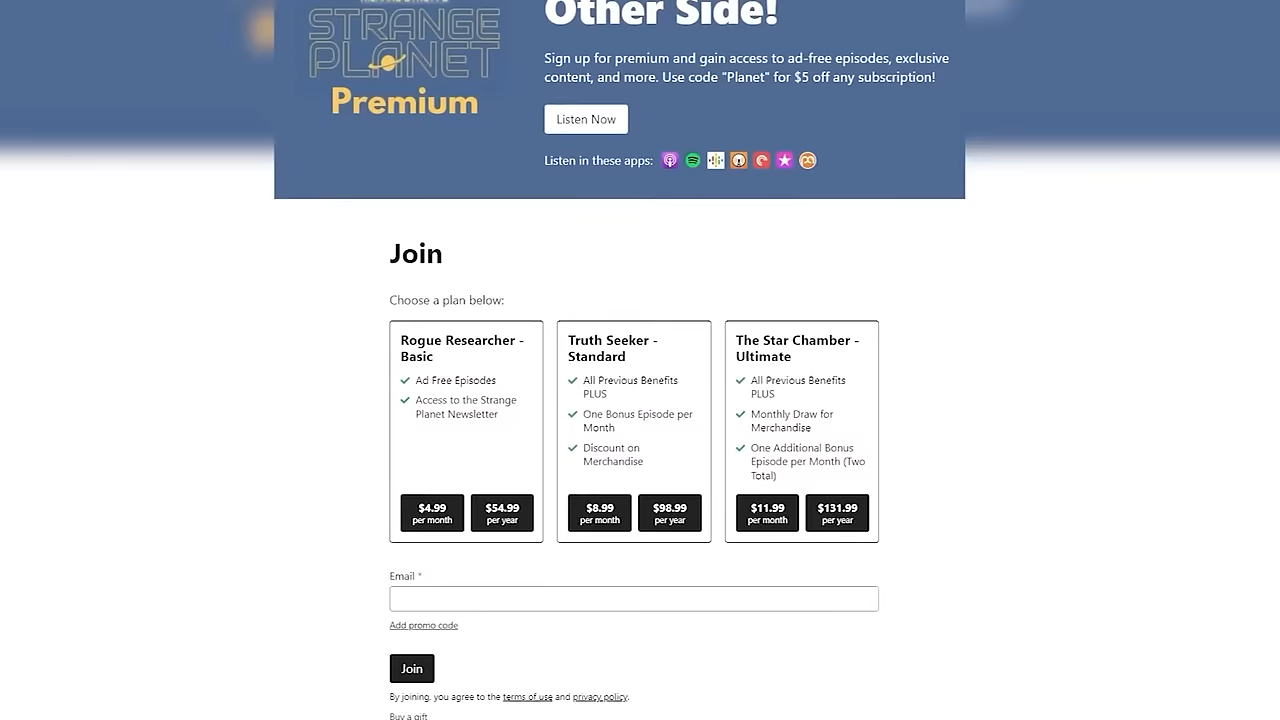 STRANGE
PLANET
Premium
Other Side!
Sign up for premium and gain access to ad-free episodes, exclusive
content, and more. Use code "Planet" for $5 off any subscription!
Listen Now
Listen in these apps:
Join
Choose a plan below:
Rogue Researcher -
Basic
Ad Free Episodes
Access to the Strange
Planet Newsletter
$4.99
per month
$54.99
per year
Truth Seeker -
Standard
All Previous Benefits
PLUS
One Bonus Episode per
Month
Discount on
Merchandise
$8.99
per month
$98.99
per year
The Star Chamber -
Ultimate
All Previous Benefits
PLUS
Monthly Draw for
Merchandise
One Additional Bonus
Episode per Month (Two
Total)
$11.99
per month
$131.99
per year
Email *
Add promo code
Join
By joining, you agree to the terms of use and privacy policy.
Buy a gift